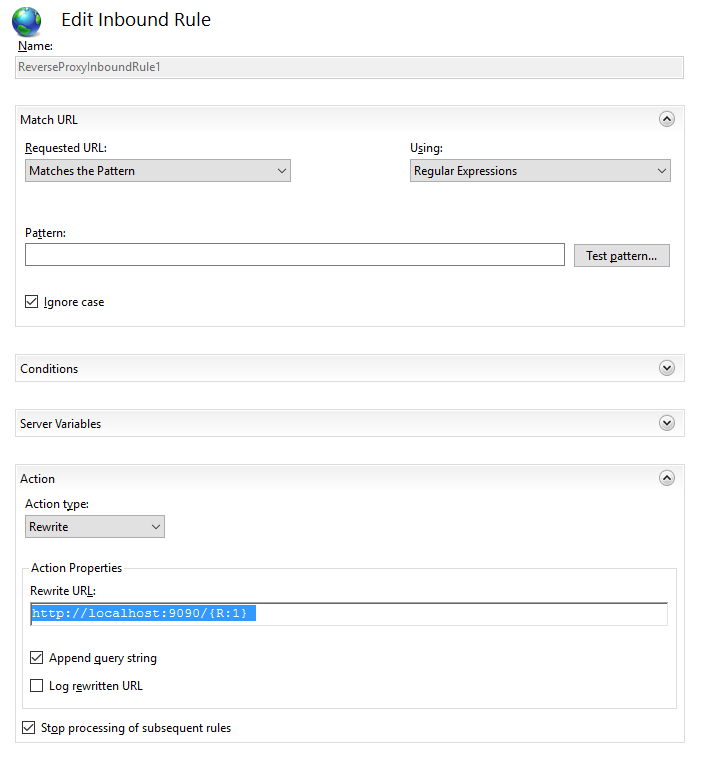 Edit Inbound Rule
Name:
ReverseProxyInboundRule1
Match URL
Requested URL:
Using:
Matches the Pattern
Regular Expressions
Pattern:
Test pattern...
Ignore case
Conditions
Server Variables
Action
Action type:
Rewrite
Action Properties
Rewrite URL:
http://localhost:9090/{R:1}
Append query string
Log rewritten URL
Stop processing of subsequent rules